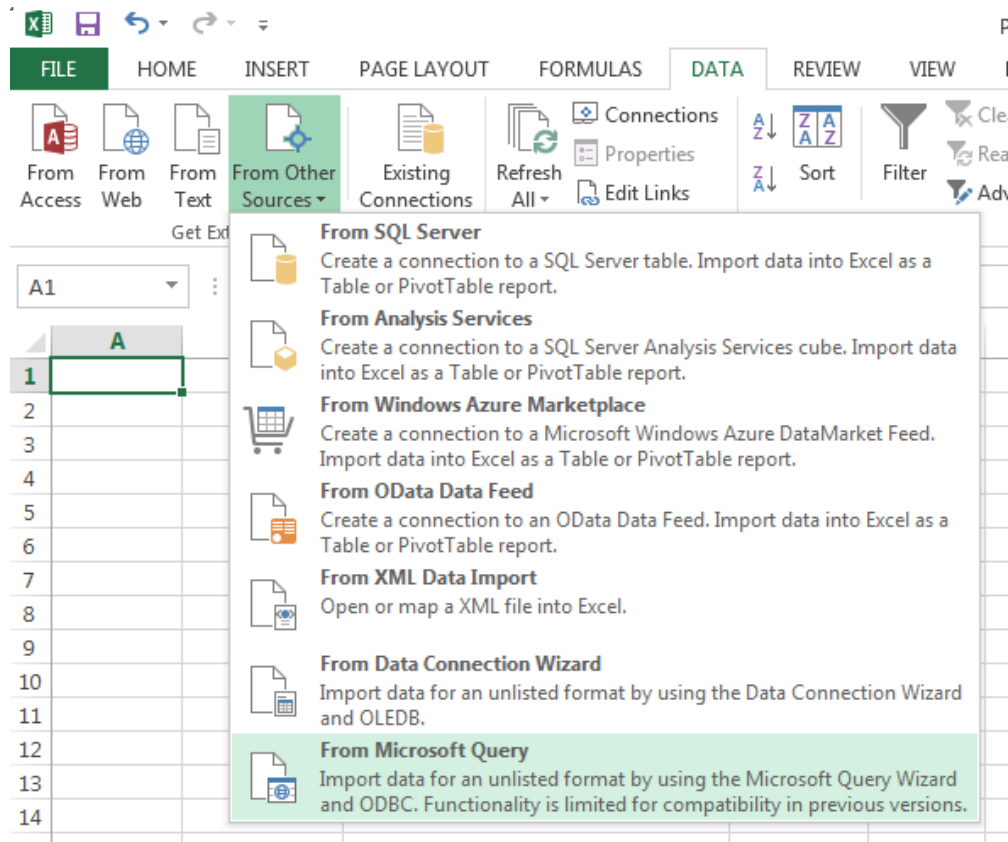 P
FILE HOME INSERT PAGE LAYOUT FORMULAS DATA REVIEW VIEW
From Access
From Web
From Text
From Other Sources
Existing Connections
Refresh All
Connections
Properties
Edit Links
A Z
Z A
Z A
A Z
Sort
Filter
Cle
Rea
Adv
Get Ext
A1
A
1
2
3
4
5
6
7
8
9
10
11
12
13
14
From SQL Server
Create a connection to a SQL Server table. Import data into Excel as a
Table or PivotTable report.
From Analysis Services
Create a connection to a SQL Server Analysis Services cube. Import data
into Excel as a Table or PivotTable report.
From Windows Azure Marketplace
Create a connection to a Microsoft Windows Azure DataMarket Feed.
Import data into Excel as a Table or PivotTable report.
From OData Data Feed
Create a connection to an OData Data Feed. Import data into Excel as a
Table or PivotTable report.
From XML Data Import
Open or map a XML file into Excel.
From Data Connection Wizard
Import data for an unlisted format by using the Data Connection Wizard
and OLEDB.
From Microsoft Query
Import data for an unlisted format by using the Microsoft Query Wizard
and ODBC. Functionality is limited for compatibility in previous versions.